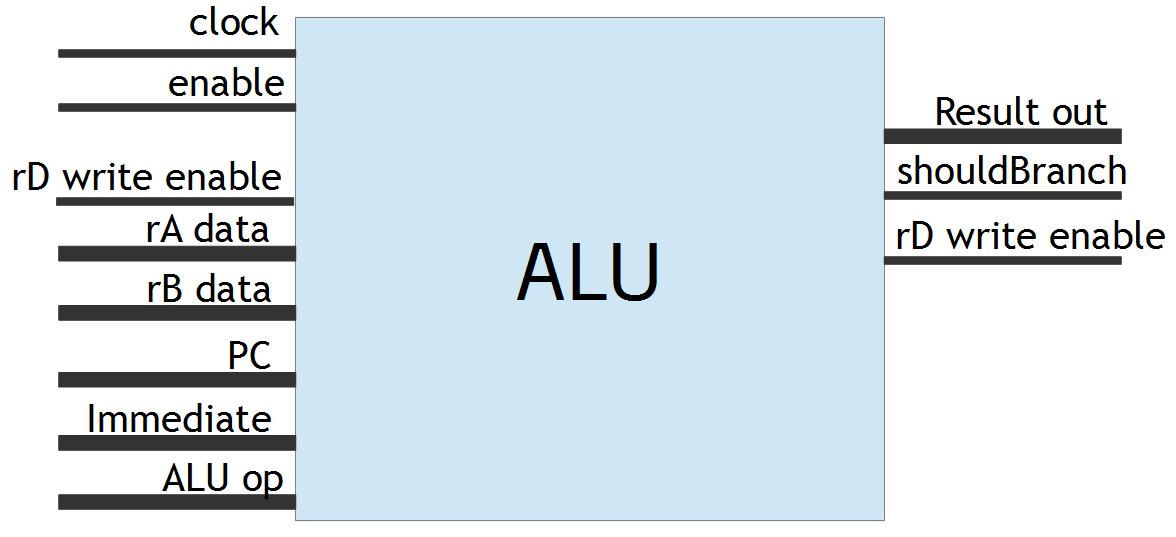 clock
enable
rD write enable
rA data
rB data
PC
Immediate
ALU op
ALU
Result out
shouldBranch
rD write enable